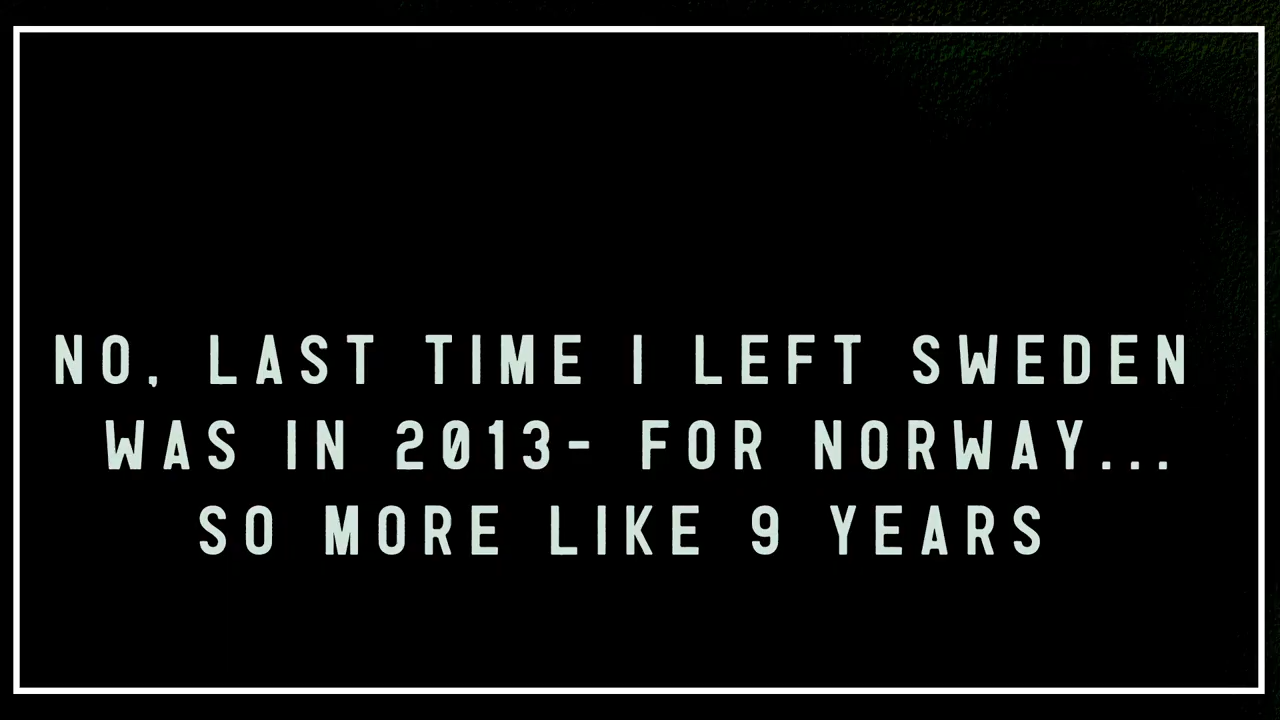 NO, LAST TIME I LEFT SWEDEN
WAS IN 2013- FOR NORWAY...
SO MORE LIKE 9 YEARS